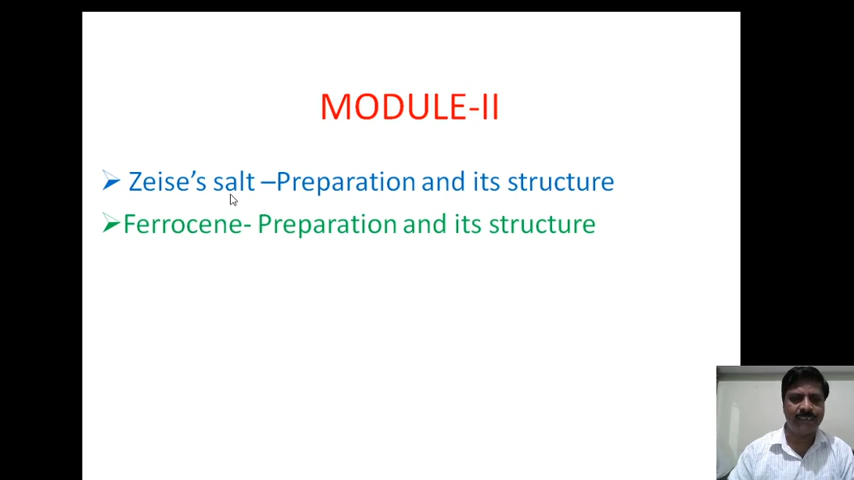 MODULE-II
➢ Zeise's salt –Preparation and its structure
➢Ferrocene- Preparation and its structure